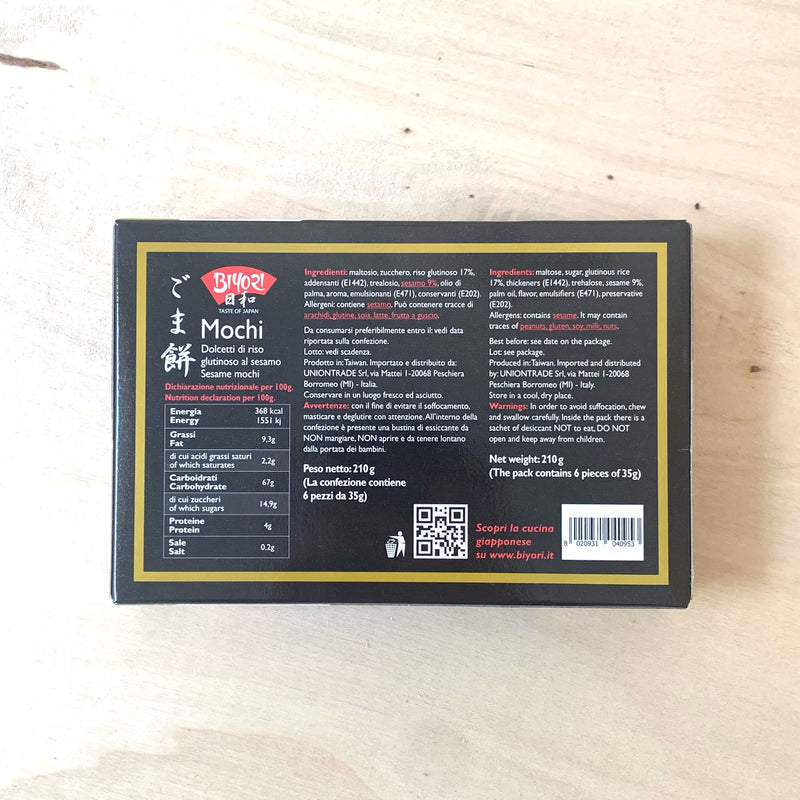 ごま餅
BIYORI
日和
TASTE OF JAPAN
Mochi
Dolcetti di riso
glutinoso al sesamo
Sesame mochi
Dichiarazione nutrizionale per 100g.
Nutrition declaration per 100g.
Energia 368 kcal
Energy 1551 kj
Grassi
Fat 9,3g
di cui acidi grassi saturi
of which saturates 2,2g
Carboidrati
Carbohydrate 67g
di cui zuccheri
of which sugars 14,9g
Proteine
Protein 4g
Sale
Salt 0,2g
Ingredienti: maltosio, zucchero, riso glutinoso 17%,
addensanti (E1442), trealosio, sesamo 9%, olio di
palma, aroma, emulsionanti (E471), conservanti (E202).
Allergeni: contiene sesamo. Può contenere tracce di
arachidi, glutine, soia, latte, frutta a guscio.
Da consumarsi preferibilmente entro il: vedi data
riportata sulla confezione.
Lotto: vedi scadenza.
Prodotto in: Taiwan. Importato e distribuito da:
UNIONTRADE Srl, via Mattei 1-20068 Peschiera
Borromeo (MI) - Italia.
Conservare in un luogo fresco ed asciutto.
Avvertenze: con il fine di evitare il soffocamento,
masticare e deglutire con attenzione. All'interno della
confezione è presente una bustina di essiccante da
NON mangiare, NON aprire e da tenere lontano
dalla portata dei bambini.
Peso netto: 210 g
(La confezione contiene
6 pezzi da 35g)
Ingredients: maltose, sugar, glutinous rice
17%, thickeners (E1442), trehalose, sesame 9%,
palm oil, flavor, emulsifiers (E471), preservative
(E202).
Allergens: contains sesame. It may contain
traces of peanuts, gluten, soy, milk, nuts.
Best before: see date on the package.
Lot: see package.
Produced in: Taiwan. Imported and distributed
by: UNIONTRADE Srl, via Mattei 1-20068
Peschiera Borromeo (MI) - Italy.
Store in a cool, dry place.
Warnings: In order to avoid suffocation, chew
and swallow carefully. Inside the pack there is a
sachet of desiccant NOT to eat, DO NOT
open and keep away from children.
Net weight: 210 g
(The pack contains 6 pieces of 35g)
Scopri la cucina
giapponese
su www.biyori.it
8 020931 040953